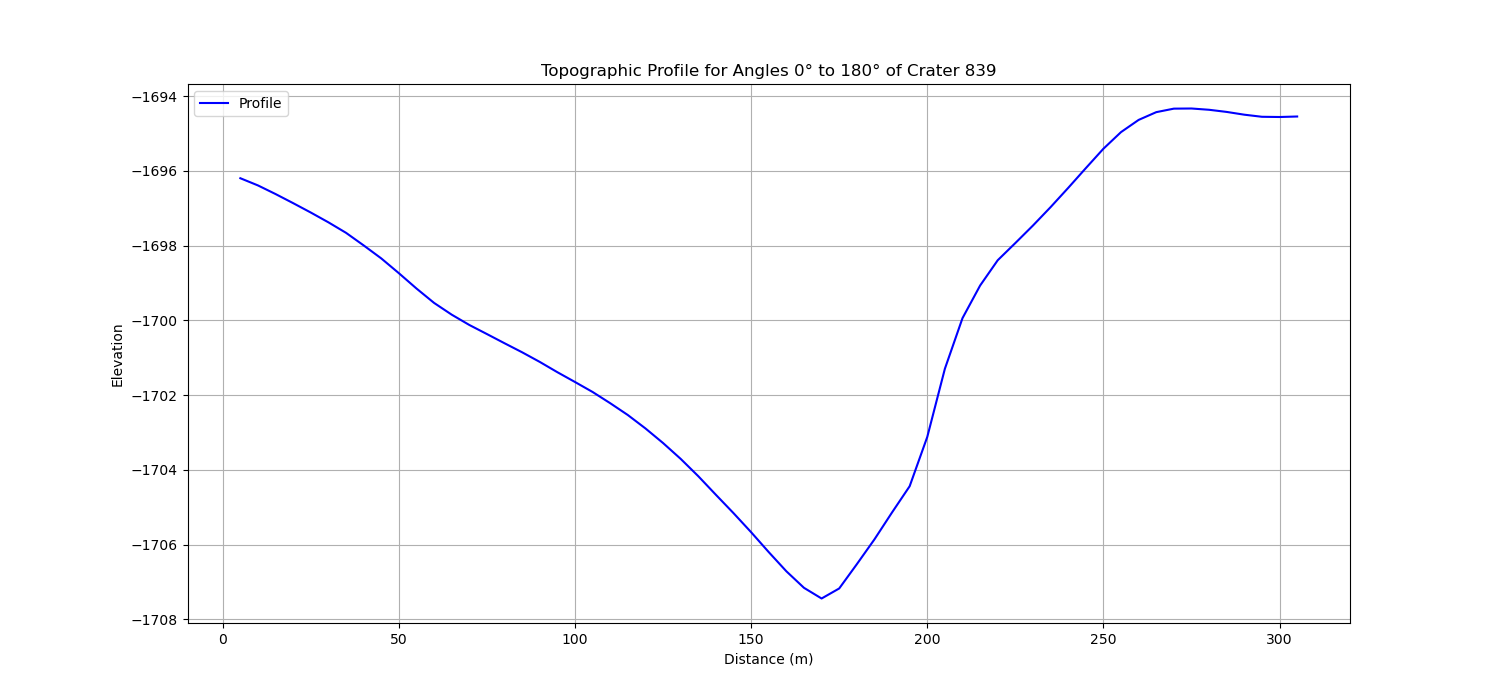 Topographic Profile for Angles 0° to 180° of Crater 839
Profile
−1694
−1696
−1698
−1700
−1702
−1704
−1706
−1708
Elevation
0 50 100 150 200 250 300
Distance (m)